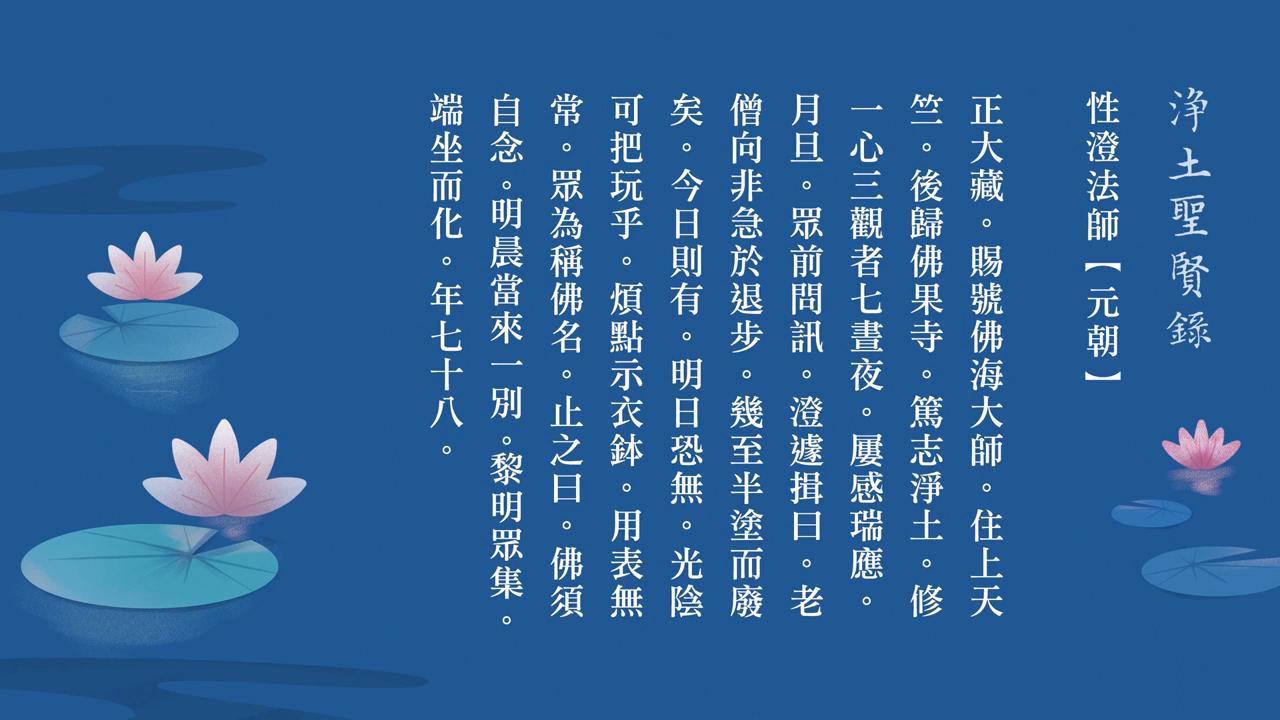 浄土聖賢錄
性澄法師【元朝】
正大藏。賜號佛海大師。住上天
竺。後歸佛果寺。篤志淨土。修
一心三觀者七晝夜。屢感瑞應。
月旦。眾前問訊。澄遽揖曰。老
僧向非急於退步。幾至半塗而廢
矣。今日則有。明日恐無。光陰
可把玩乎。煩點示衣鉢。用表無
常。眾為稱佛名。止之曰。佛須
自念。明晨當來一別。黎明眾集。
端坐而化。年七十八。